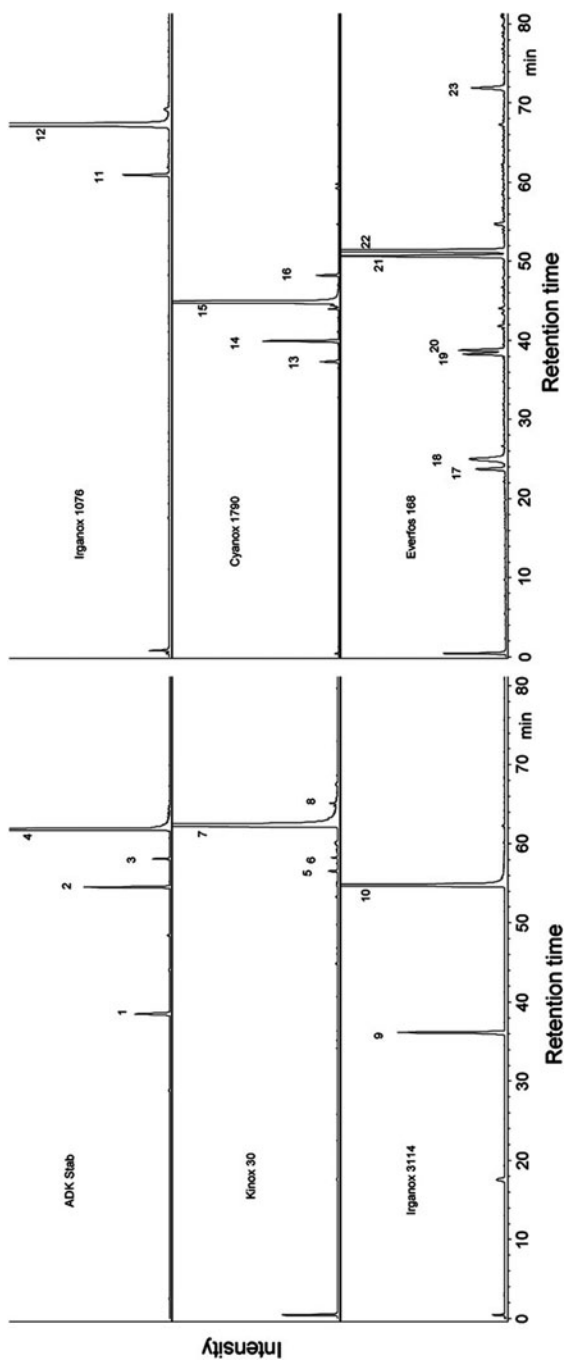 Intensity
ADK Stab
1
2
3
4
Kinox 30
5
6
7
8
Irganox 3114
9
10
0 10 20 30 40 50 60 70 min 80
Retention time
Irganox 1076
11
12
Cyanox 1790
13
14
15
16
Everfos 168
17
18
19
20
21
22
23
0 10 20 30 40 50 60 70 min 80
Retention time